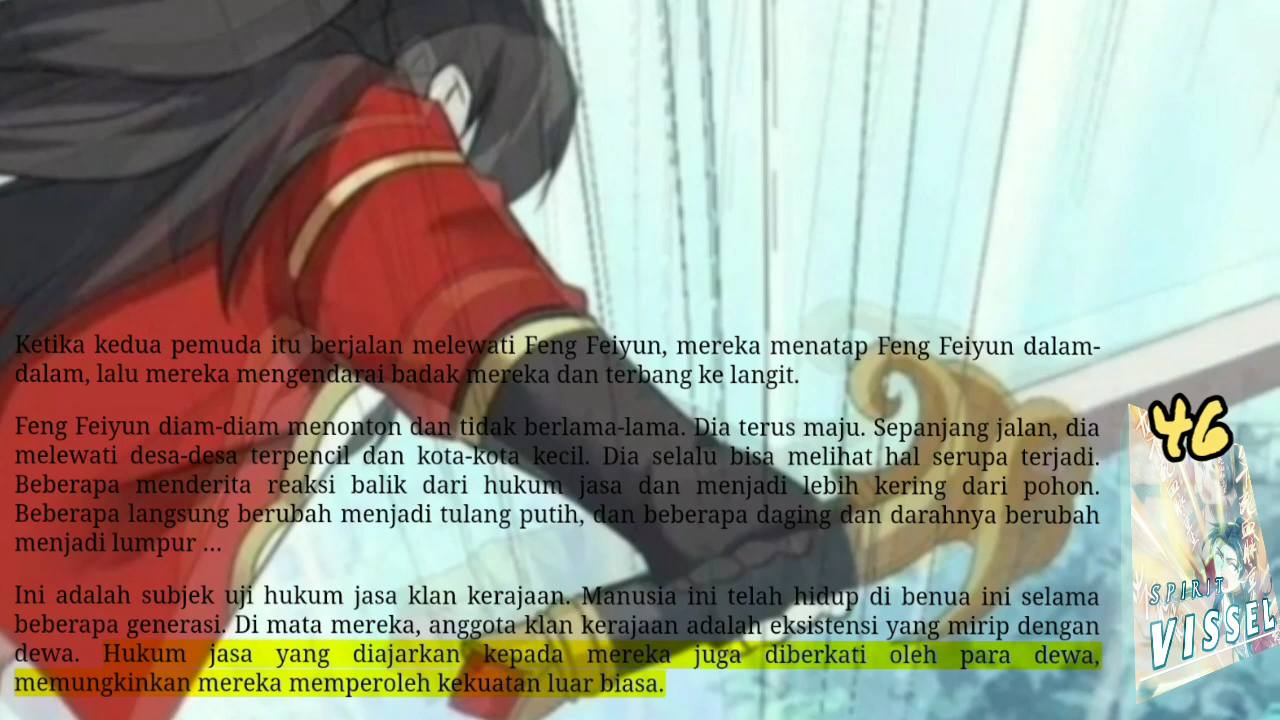 Ketika kedua pemuda itu berjalan melewati Feng Feiyun, mereka menatap Feng Feiyun dalam-
dalam, lalu mereka mengendarai badak mereka dan terbang ke langit.
Feng Feiyun diam-diam menonton dan tidak berlama-lama. Dia terus maju. Sepanjang jalan, dia
melewati desa-desa terpencil dan kota-kota kecil. Dia selalu bisa melihat hal serupa terjadi.
Beberapa menderita reaksi balik dari hukum jasa dan menjadi lebih kering dari pohon.
Beberapa langsung berubah menjadi tulang putih, dan beberapa daging dan darahnya berubah
menjadi lumpur ...
Ini adalah subjek uji hukum jasa klan kerajaan. Manusia ini telah hidup di benua ini selama
beberapa generasi. Di mata mereka, anggota klan kerajaan adalah eksistensi yang mirip dengan
dewa. Hukum jasa yang diajarkan kepada mereka juga diberkati oleh para dewa,
memungkinkan mereka memperoleh kekuatan luar biasa.
46
SPIRIT
VISSEL